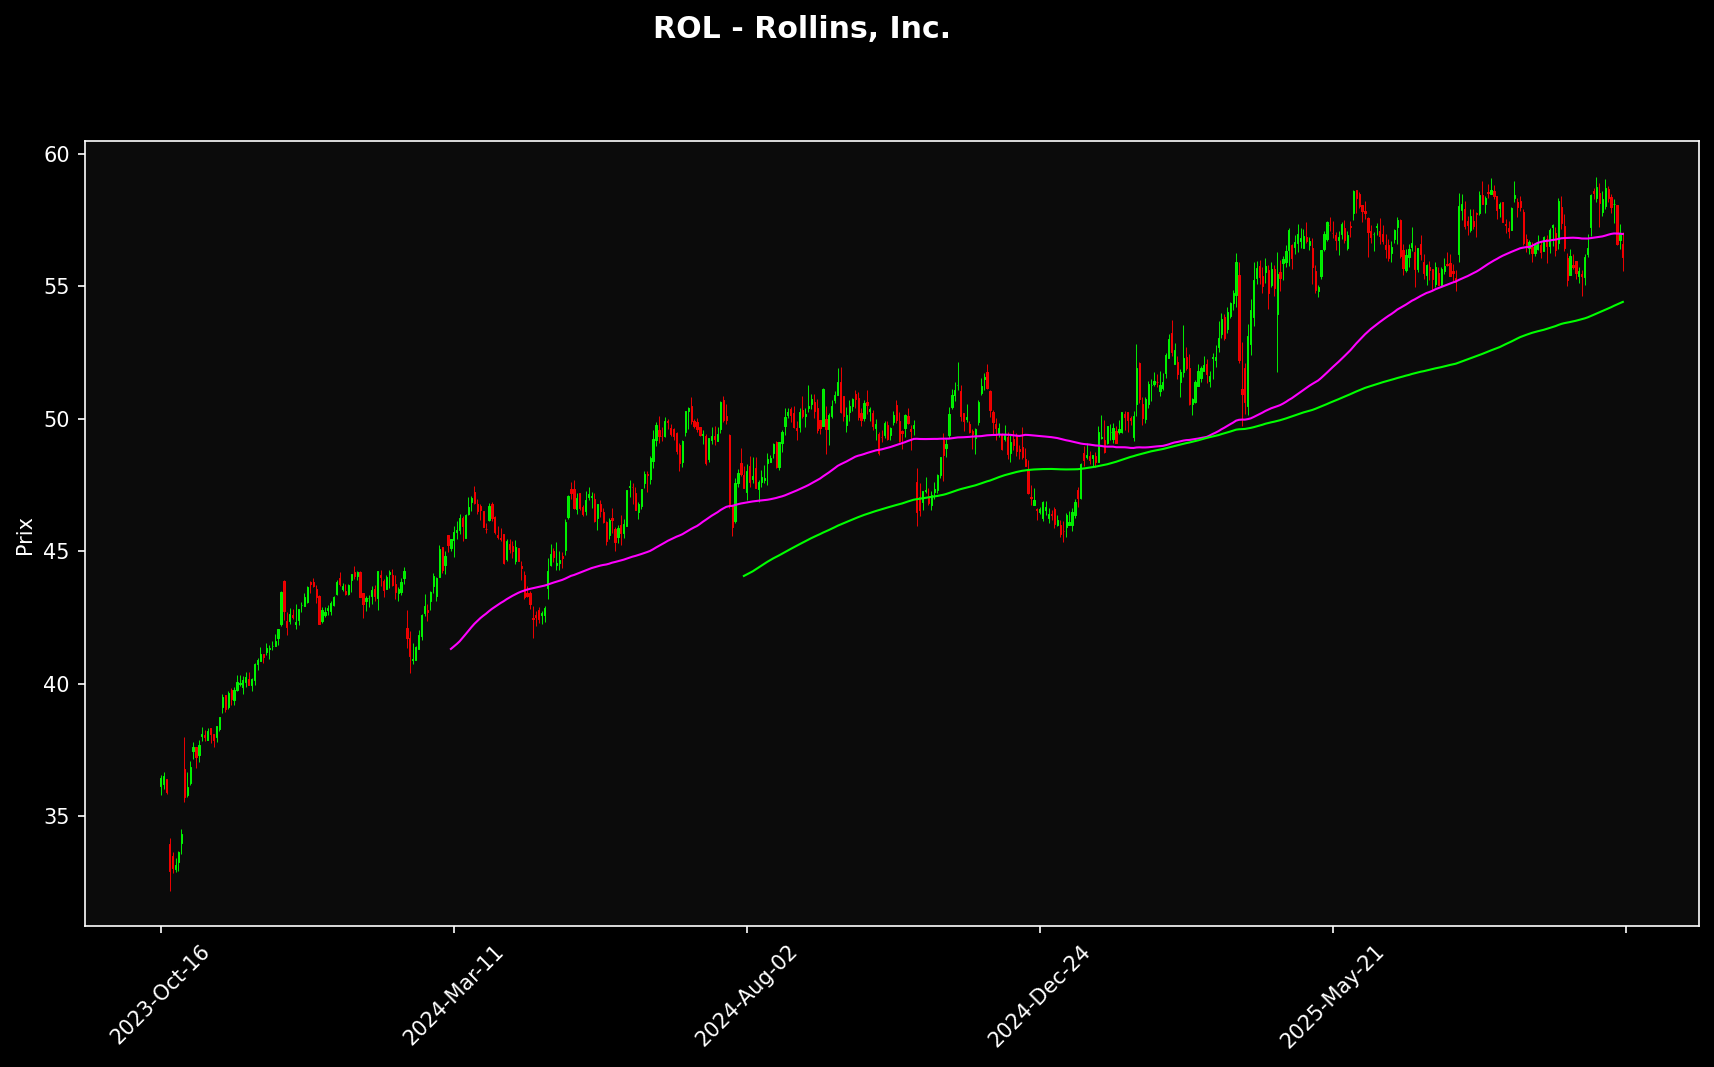 ROL - Rollins, Inc.
Prix
60
55
50
45
40
35
2023-Oct-16
2024-Mar-11
2024-Aug-02
2024-Dec-24
2025-May-21